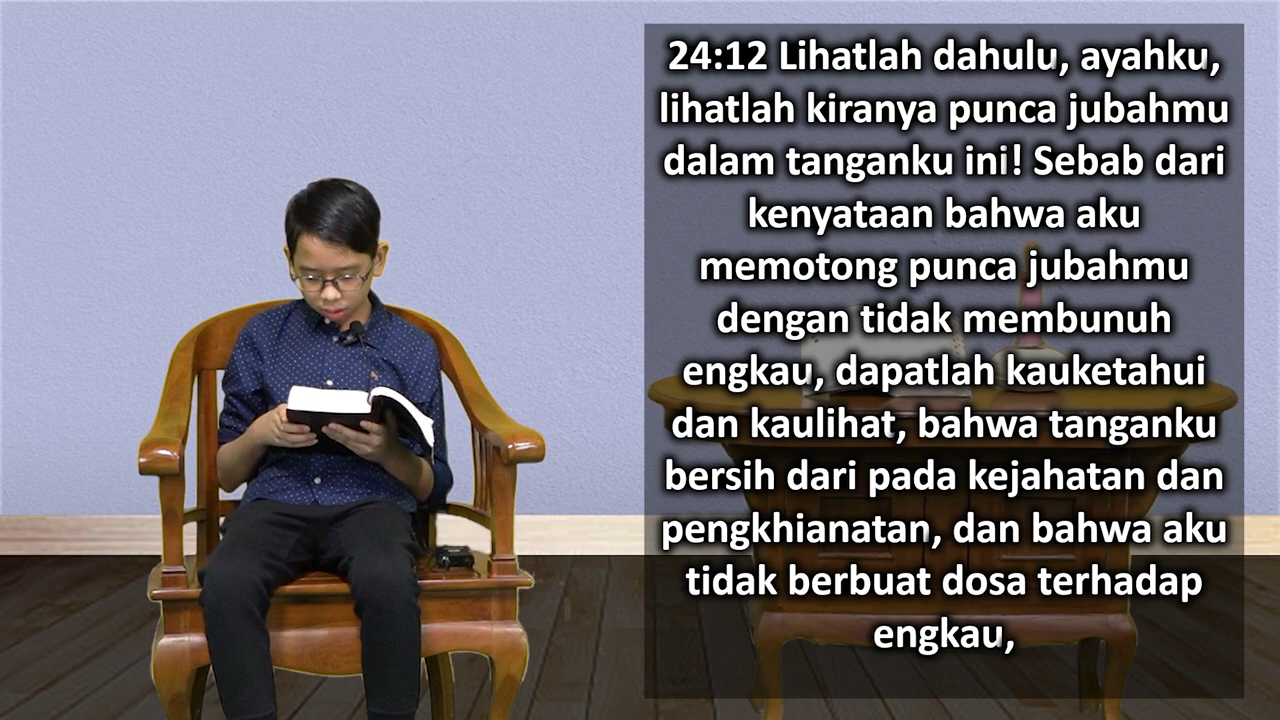 24:12 Lihatlah dahulu, ayahku,
lihatlah kiranya punca jubahmu
dalam tanganku ini! Sebab dari
kenyataan bahwa aku
memotong punca jubahmu
dengan tidak membunuh
engkau, dapatlah kauketahui
dan kaulihat, bahwa tanganku
bersih dari pada kejahatan dan
pengkhianatan, dan bahwa aku
tidak berbuat dosa terhadap
engkau,